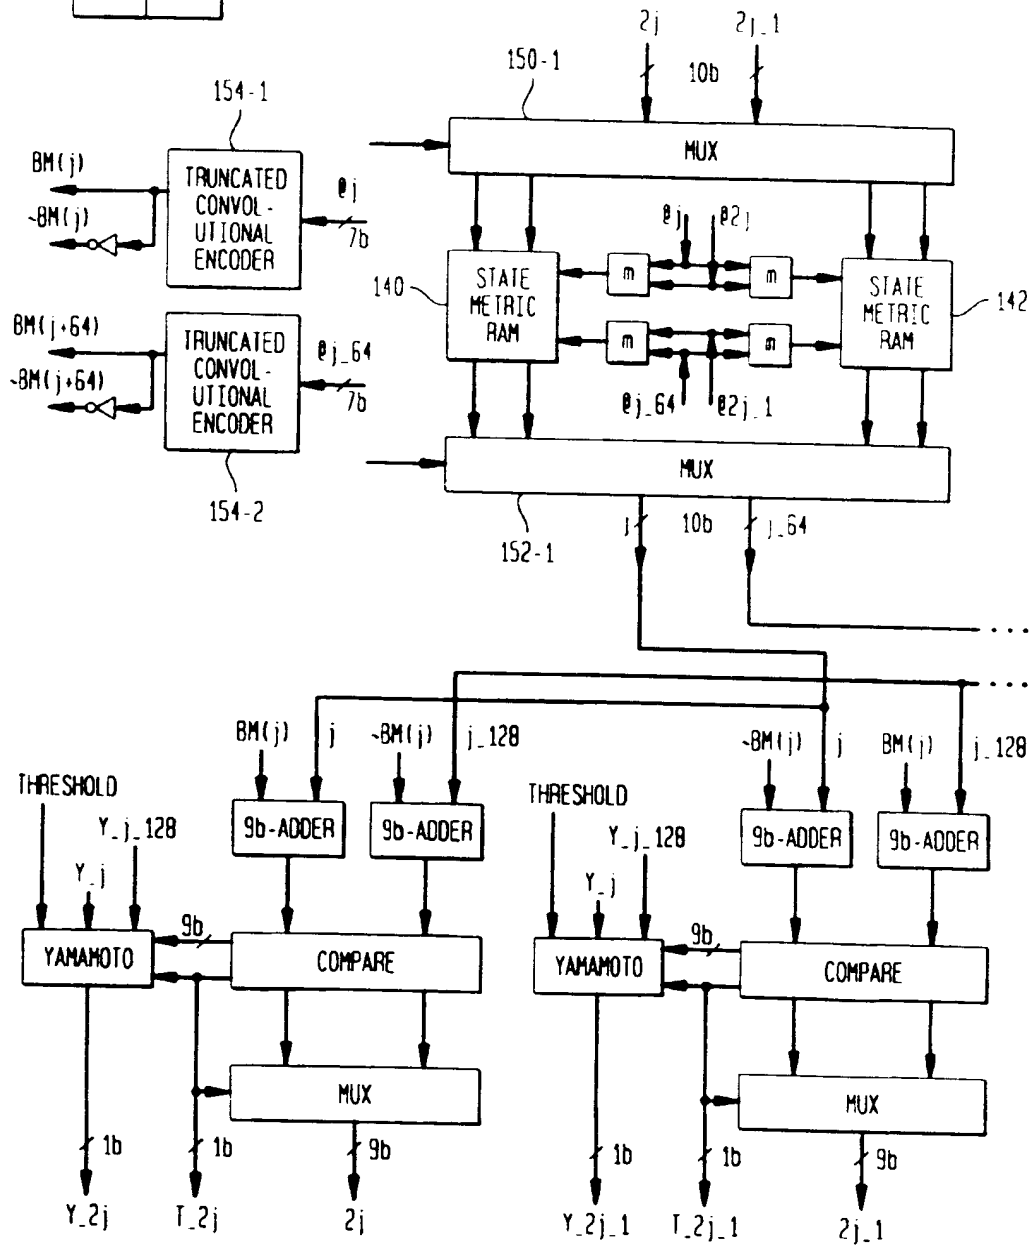 2j 2j_1
10b
150-1
MUX
154-1
BM(j)
~BM(j)
TRUNCATED
CONVOL-
UTIONAL
ENCODER
@j
7b
@j @2j
140
STATE
METRIC
RAM
m
m
m
m
STATE
METRIC
RAM
142
@j_64 @2j_1
BM(j+64)
~BM(j+64)
TRUNCATED
CONVOL-
UTIONAL
ENCODER
@j_64
7b
154-2
MUX
152-1
j 10b j_64
. . .
. . .
BM(j) j ~BM(j) j_128
~BM(j) j BM(j) j_128
THRESHOLD
Y_j_128
Y_j
9b-ADDER 9b-ADDER
9b
YAMAMOTO
COMPARE
MUX
1b 1b 9b
Y_2j T_2j 2j
THRESHOLD
Y_j_128
Y_j
9b-ADDER 9b-ADDER
9b
YAMAMOTO
COMPARE
MUX
1b 1b 9b
Y_2j_1 T_2j_1 2j_1